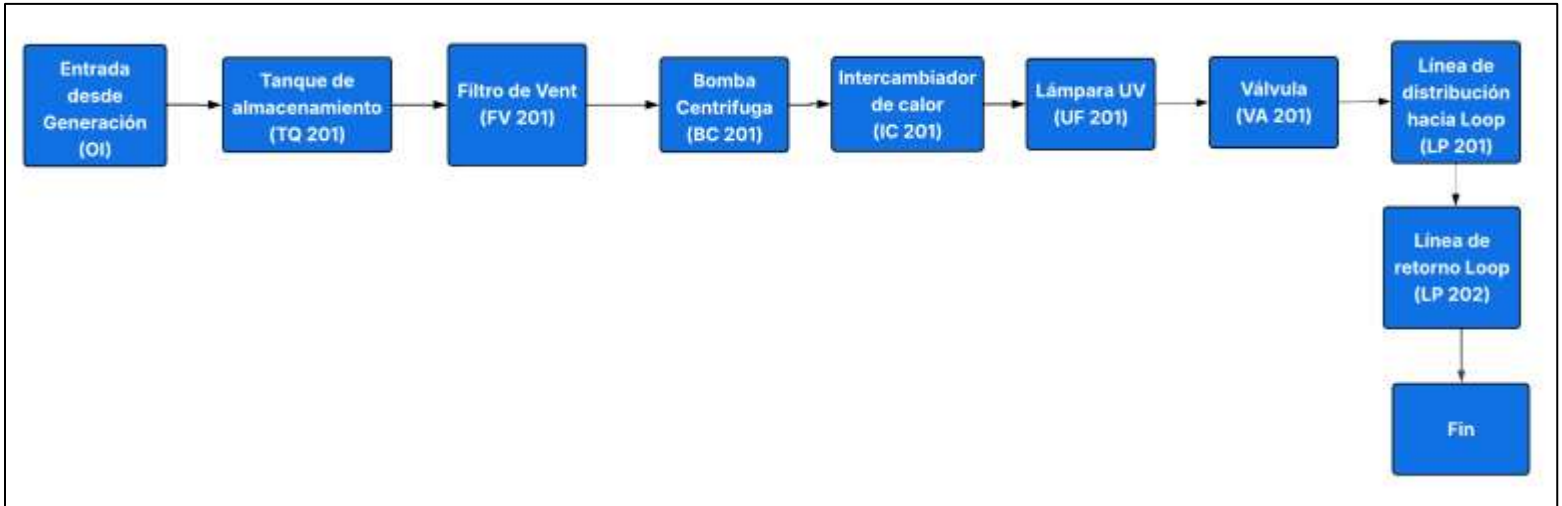 Entrada
desde
Generación
(OI)
Tanque de
almacenamiento
(TQ 201)
Filtro de Vent
(FV 201)
Bomba
Centrifuga
(BC 201)
Intercambiador
de calor
(IC 201)
Lámpara UV
(UF 201)
Válvula
(VA 201)
Línea de
distribución
hacia Loop
(LP 201)
Línea de
retorno Loop
(LP 202)
Fin